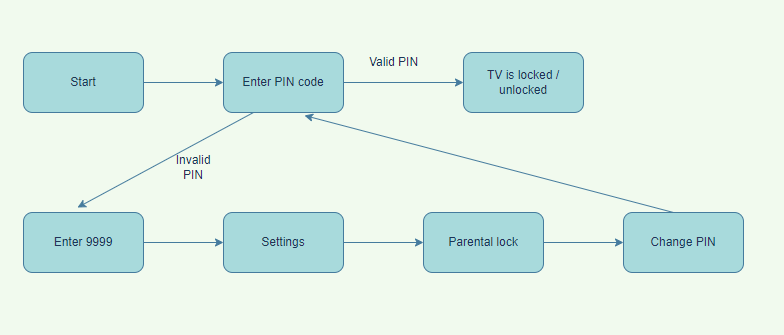 Start
Enter PIN code
Valid PIN
TV is locked /
unlocked
Invalid
PIN
Enter 9999
Settings
Parental lock
Change PIN